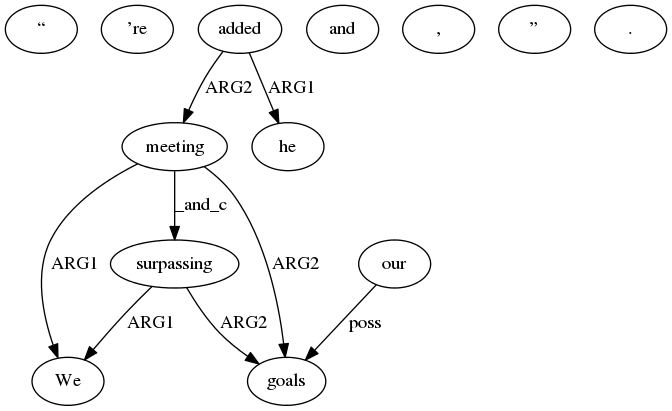 “ ’re added and , ” .
ARG2 ARG1
meeting he
_and_c
ARG1 ARG2
surpassing our
ARG1 ARG2 poss
We goals